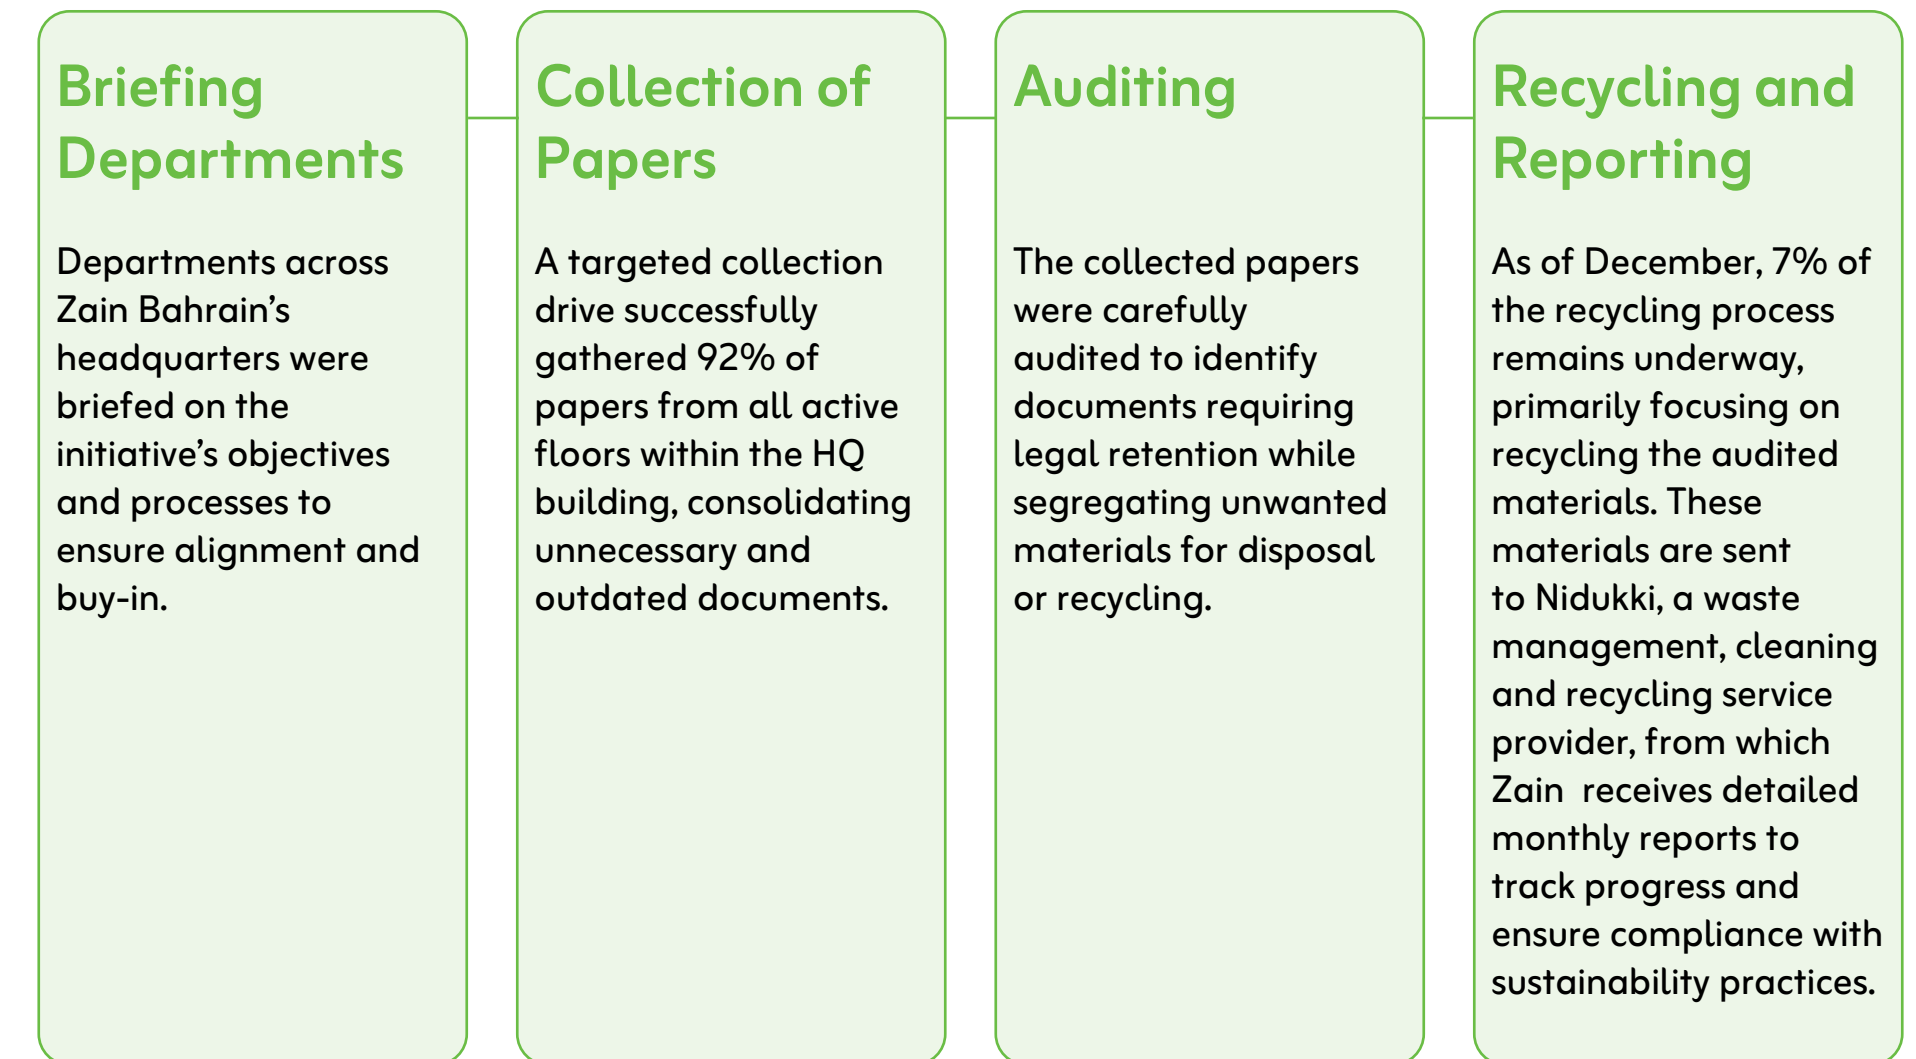 Briefing
Departments
Departments across
Zain Bahrain’s
headquarters were
briefed on the
initiative’s objectives
and processes to
ensure alignment and
buy-in.
Collection of
Papers
A targeted collection
drive successfully
gathered 92% of
papers from all active
floors within the HQ
building, consolidating
unnecessary and
outdated documents.
Auditing
The collected papers
were carefully
audited to identify
documents requiring
legal retention while
segregating unwanted
materials for disposal
or recycling.
Recycling and
Reporting
As of December, 7% of
the recycling process
remains underway,
primarily focusing on
recycling the audited
materials. These
materials are sent
to Nidukki, a waste
management, cleaning
and recycling service
provider, from which
Zain  receives detailed
monthly reports to
track progress and
ensure compliance with
sustainability practices.